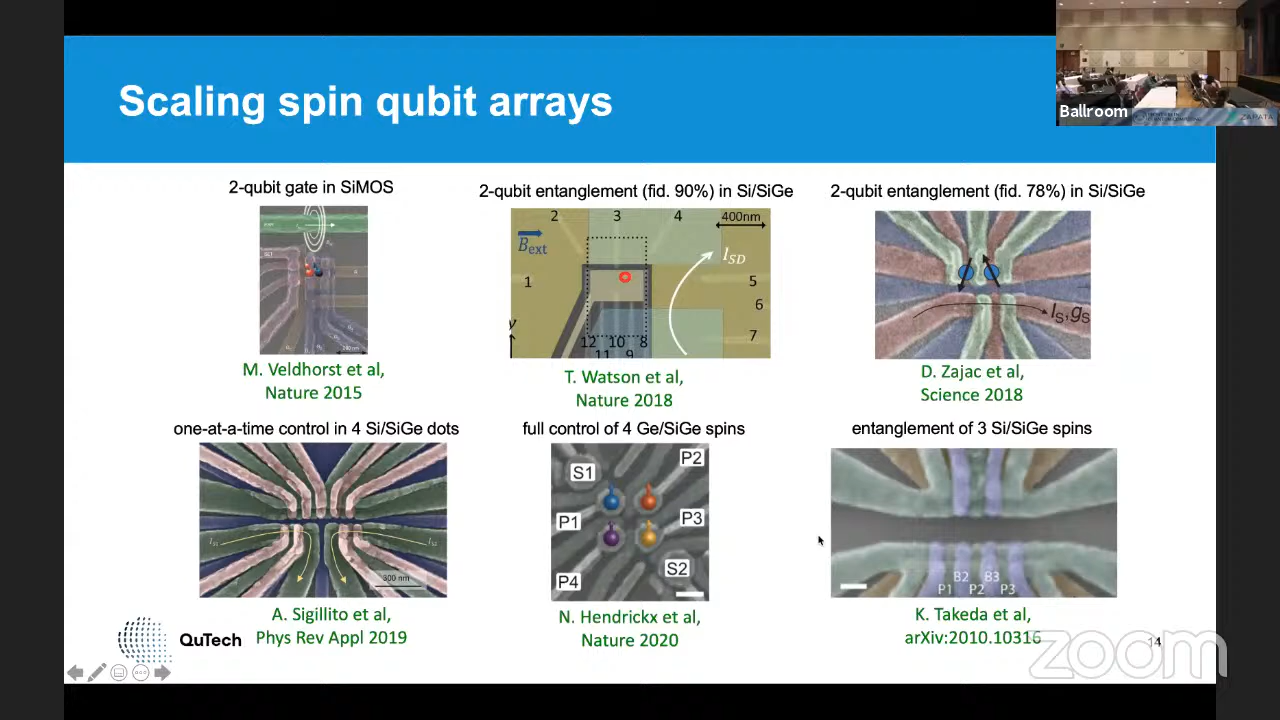 Scaling spin qubit arrays
Ballroom
ZAPATA
2-qubit gate in SiMOS
2-qubit entanglement (fid. 90%) in Si/SiGe
2-qubit entanglement (fid. 78%) in Si/SiGe
2 3 4 400nm
Bext
ISD
1 5
6
y 7
12 10 8
11 9
IS,gS
M. Veldhorst et al,
Nature 2015
T. Watson et al,
Nature 2018
D. Zajac et al,
Science 2018
one-at-a-time control in 4 Si/SiGe dots
full control of 4 Ge/SiGe spins
entanglement of 3 Si/SiGe spins
300 nm
S1 P2
P1 P3
P4 S2
B2 B3
P1 P2 P3
A. Sigillito et al,
Phys Rev Appl 2019
N. Hendrickx et al,
Nature 2020
K. Takeda et al,
arXiv:2010.10316
QuTech
14
zoom